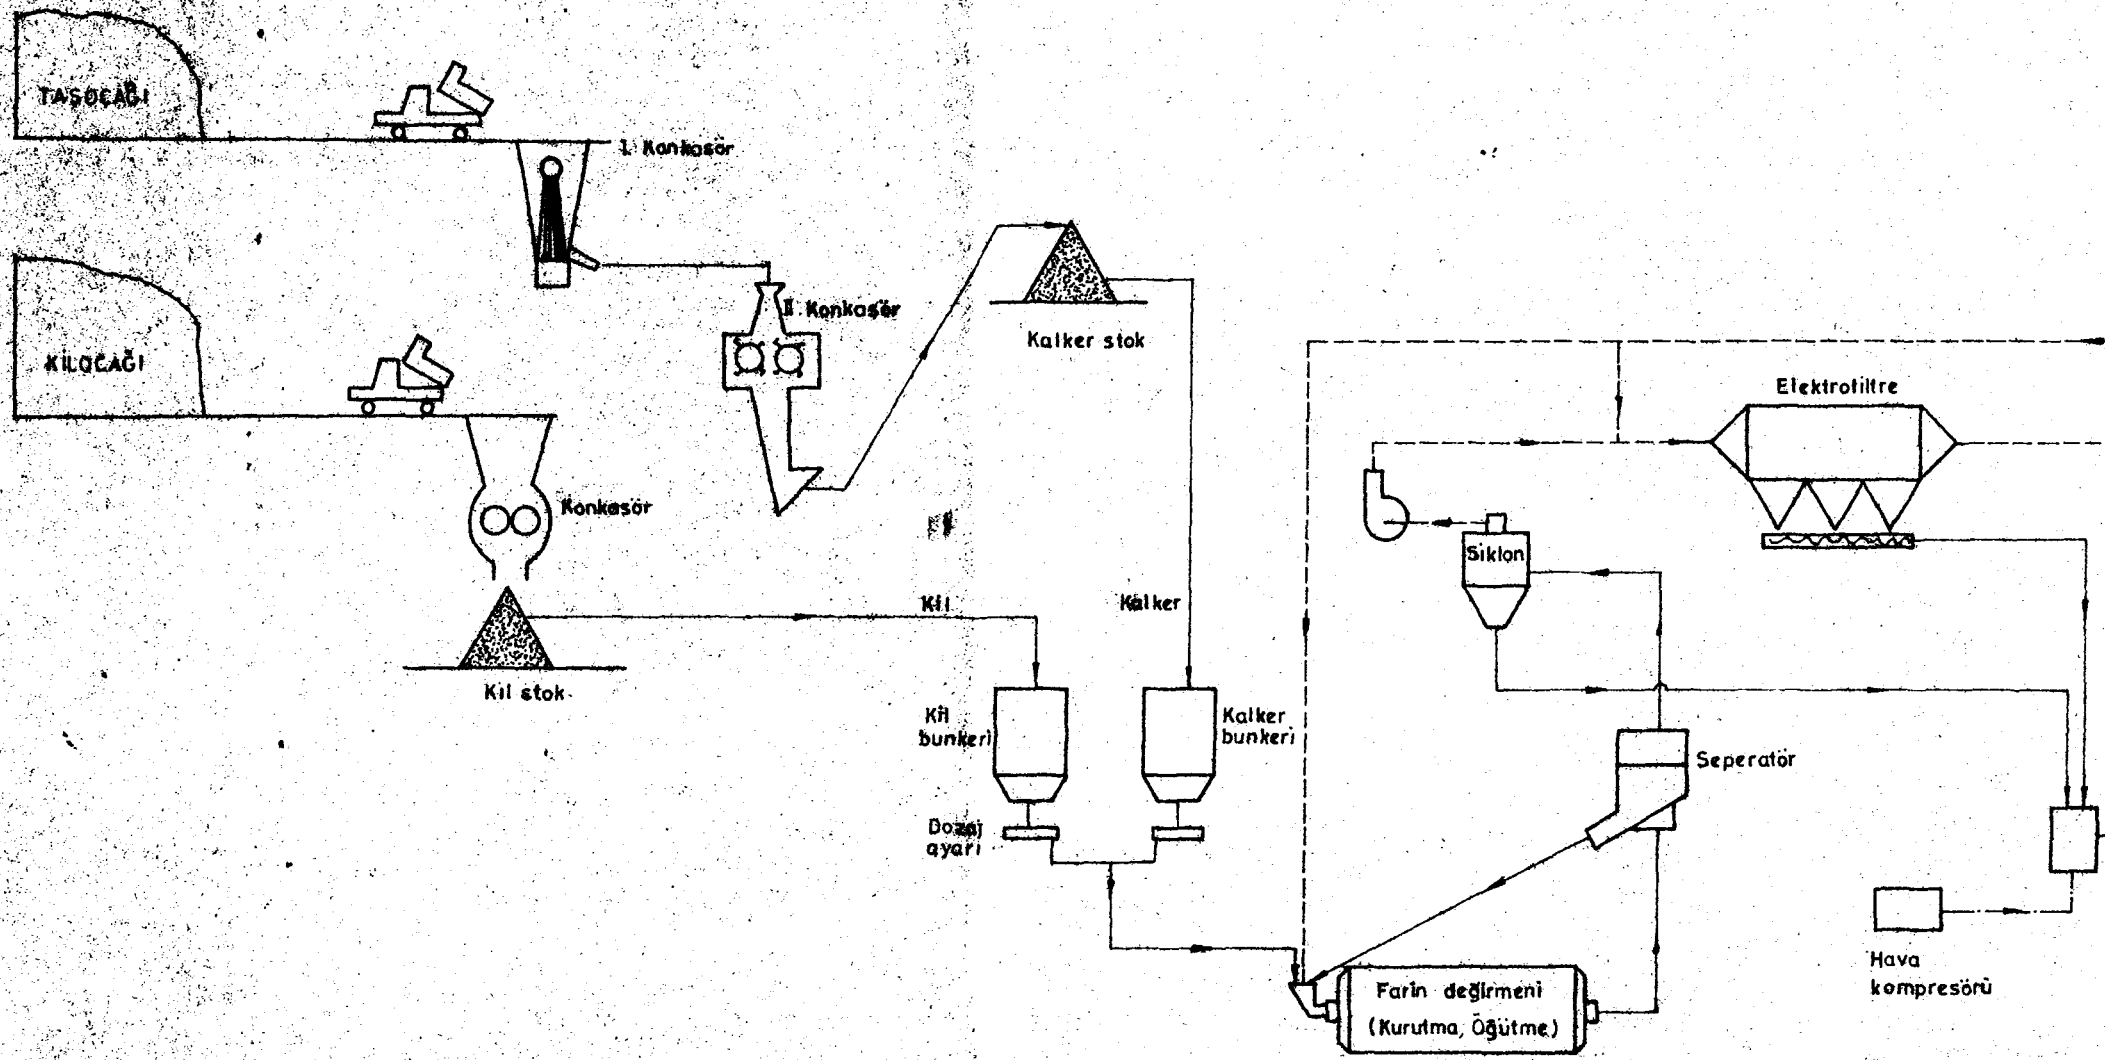 TAŞOCAĞI
I. Konkasör
II. Konkasör
Kalker stok
KİLOCAĞI
Elektrofiltre
Konkasör
Siklon
Kil
Kalker
Kil stok
Kil
bunkeri
Kalker
bunkeri
Seperatör
Dozaj
ayarı
Hava
kompresörü
Farin değirmeni
(Kurutma, Öğütme)